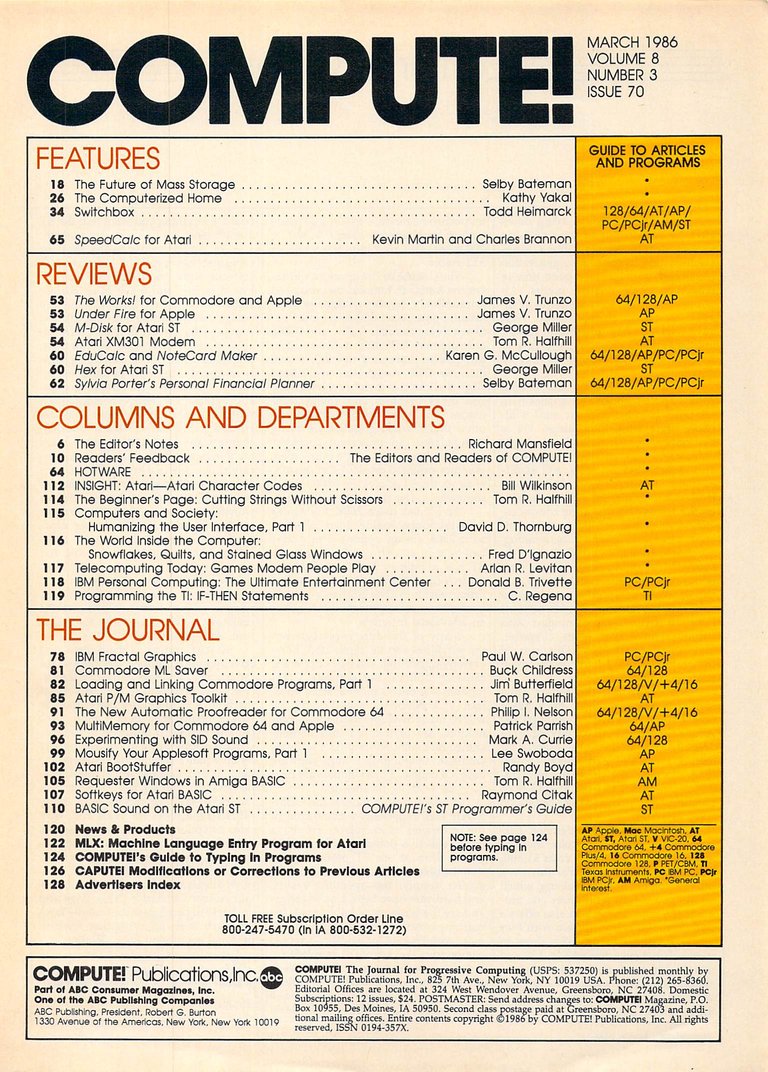 COMPUTE!
MARCH 1986
VOLUME 8
NUMBER 3
ISSUE 70
GUIDE TO ARTICLES
AND PROGRAMS
FEATURES
18 The Future of Mass Storage . . . . . . . . . . Selby Bateman *
26 The Computerized Home . . . . . . . . . . Kathy Yakal *
34 Switchbox . . . . . . . . . . Todd Heimarck 128/64/AT/AP/
PC/PCjr/AM/ST
65 SpeedCalc for Atari . . . . . . . . . . Kevin Martin and Charles Brannon AT
REVIEWS
53 The Works! for Commodore and Apple . . . . . . . . . . James V. Trunzo 64/128/AP
53 Under Fire for Apple . . . . . . . . . . James V. Trunzo AP
54 M-Disk for Atari ST . . . . . . . . . . George Miller ST
54 Atari XM301 Modem . . . . . . . . . . Tom R. Halfhill AT
60 EduCalc and NoteCard Maker . . . . . . . . . . Karen G. McCullough 64/128/AP/PC/PCjr
60 Hex for Atari ST . . . . . . . . . . George Miller ST
62 Sylvia Porter's Personal Financial Planner . . . . . . . . . . Selby Bateman 64/128/AP/PC/PCjr
COLUMNS AND DEPARTMENTS
6 The Editor's Notes . . . . . . . . . . Richard Mansfield *
10 Readers' Feedback . . . . . . . . . . The Editors and Readers of COMPUTE! *
64 HOTWARE . . . . . . . . . . *
112 INSIGHT: Atari—Atari Character Codes . . . . . . . . . . Bill Wilkinson AT
114 The Beginner's Page: Cutting Strings Without Scissors . . . . . . . . . . Tom R. Halfhill *
115 Computers and Society:
Humanizing the User Interface, Part 1 . . . . . . . . . . David D. Thornburg *
116 The World Inside the Computer:
Snowflakes, Quilts, and Stained Glass Windows . . . . . . . . . . Fred D'Ignazio *
117 Telecomputing Today: Games Modem People Play . . . . . . . . . . Arlan R. Levitan *
118 IBM Personal Computing: The Ultimate Entertainment Center . . . Donald B. Trivette PC/PCjr
119 Programming the TI: IF-THEN Statements . . . . . . . . . . C. Regena TI
THE JOURNAL
78 IBM Fractal Graphics . . . . . . . . . . Paul W. Carlson PC/PCjr
81 Commodore ML Saver . . . . . . . . . . Buck Childress 64/128
82 Loading and Linking Commodore Programs, Part 1 . . . . . . . . . . Jim Butterfield 64/128/V/+4/16
85 Atari P/M Graphics Toolkit . . . . . . . . . . Tom R. Halfhill AT
91 The New Automatic Proofreader for Commodore 64 . . . . . . . . . . Philip I. Nelson 64/128/V/+4/16
93 MultiMemory for Commodore 64 and Apple . . . . . . . . . . Patrick Parrish 64/AP
96 Experimenting with SID Sound . . . . . . . . . . Mark A. Currie 64/128
99 Mousify Your Applesoft Programs, Part 1 . . . . . . . . . . Lee Swoboda AP
102 Atari BootStuffer . . . . . . . . . . Randy Boyd AT
105 Requester Windows in Amiga BASIC . . . . . . . . . . Tom R. Halfhill AM
107 Softkeys for Atari BASIC . . . . . . . . . . Raymond Citak AT
110 BASIC Sound on the Atari ST . . . . . . . . . . COMPUTE!'s ST Programmer's Guide ST
120 News & Products
122 MLX: Machine Language Entry Program for Atari
124 COMPUTE!'s Guide to Typing In Programs
126 CAPUTE! Modifications or Corrections to Previous Articles
128 Advertisers Index
NOTE: See page 124
before typing in
programs.
AP Apple, Mac Macintosh, AT
Atari, ST, Atari ST, V VIC-20, 64
Commodore 64, +4 Commodore
Plus/4, 16 Commodore 16, 128
Commodore 128, P PET/CBM, TI
Texas Instruments, PC IBM PC, PCjr
IBM PCjr, AM Amiga. *General
Interest.
TOLL FREE Subscription Order Line
800-247-5470 (In IA 800-532-1272)
COMPUTE! Publications,Inc. abc
Part of ABC Consumer Magazines, Inc.
One of the ABC Publishing Companies
ABC Publishing, President, Robert G. Burton
1330 Avenue of the Americas, New York, New York 10019
COMPUTE! The Journal for Progressive Computing (USPS: 537250) is published monthly by
COMPUTE! Publications, Inc., 825 7th Ave., New York, NY 10019 USA. Phone: (212) 265-8360.
Editorial Offices are located at 324 West Wendover Avenue, Greensboro, NC 27408. Domestic
Subscriptions: 12 issues, $24. POSTMASTER: Send address changes to: COMPUTE! Magazine, P.O.
Box 10955, Des Moines, IA 50950. Second class postage paid at Greensboro, NC 27403 and addi-
tional mailing offices. Entire contents copyright ©1986 by COMPUTE! Publications, Inc. All rights
reserved, ISSN 0194-357X.